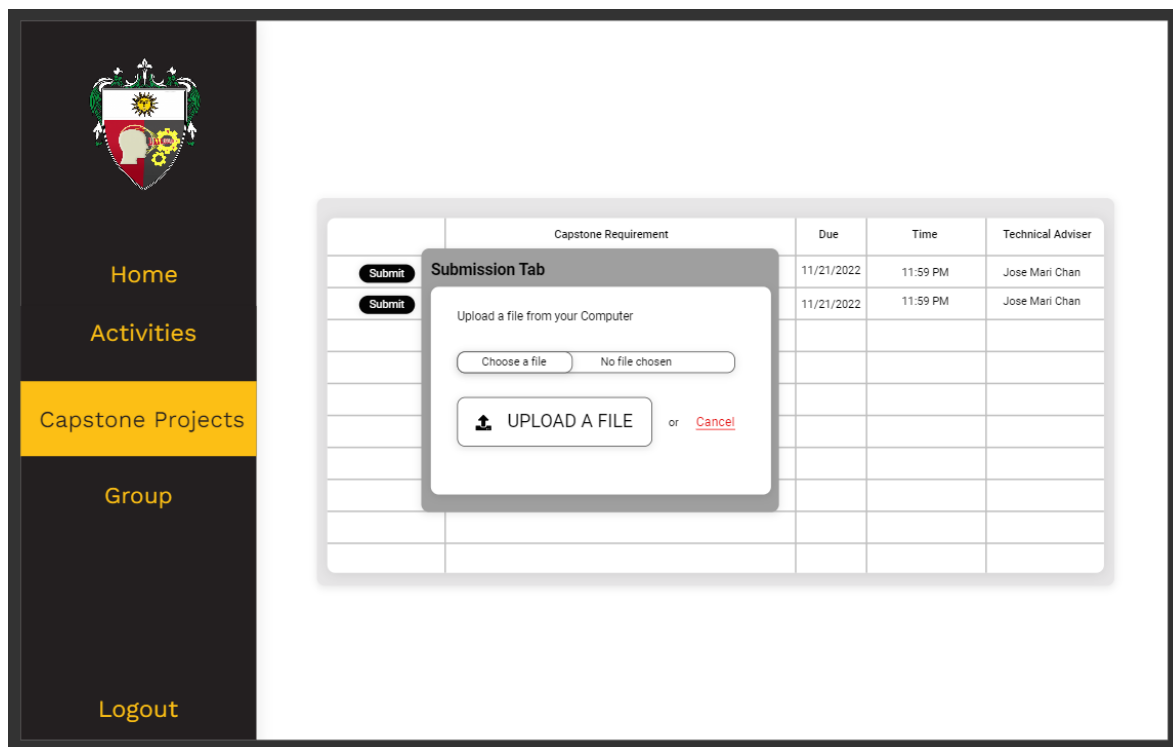 Home
Activities
Capstone Projects
Group
Logout
Capstone Requirement Due Time Technical Adviser
Submit 11/21/2022 11:59 PM Jose Mari Chan
Submit 11/21/2022 11:59 PM Jose Mari Chan
Submission Tab
Upload a file from your Computer
Choose a file No file chosen
UPLOAD A FILE or Cancel